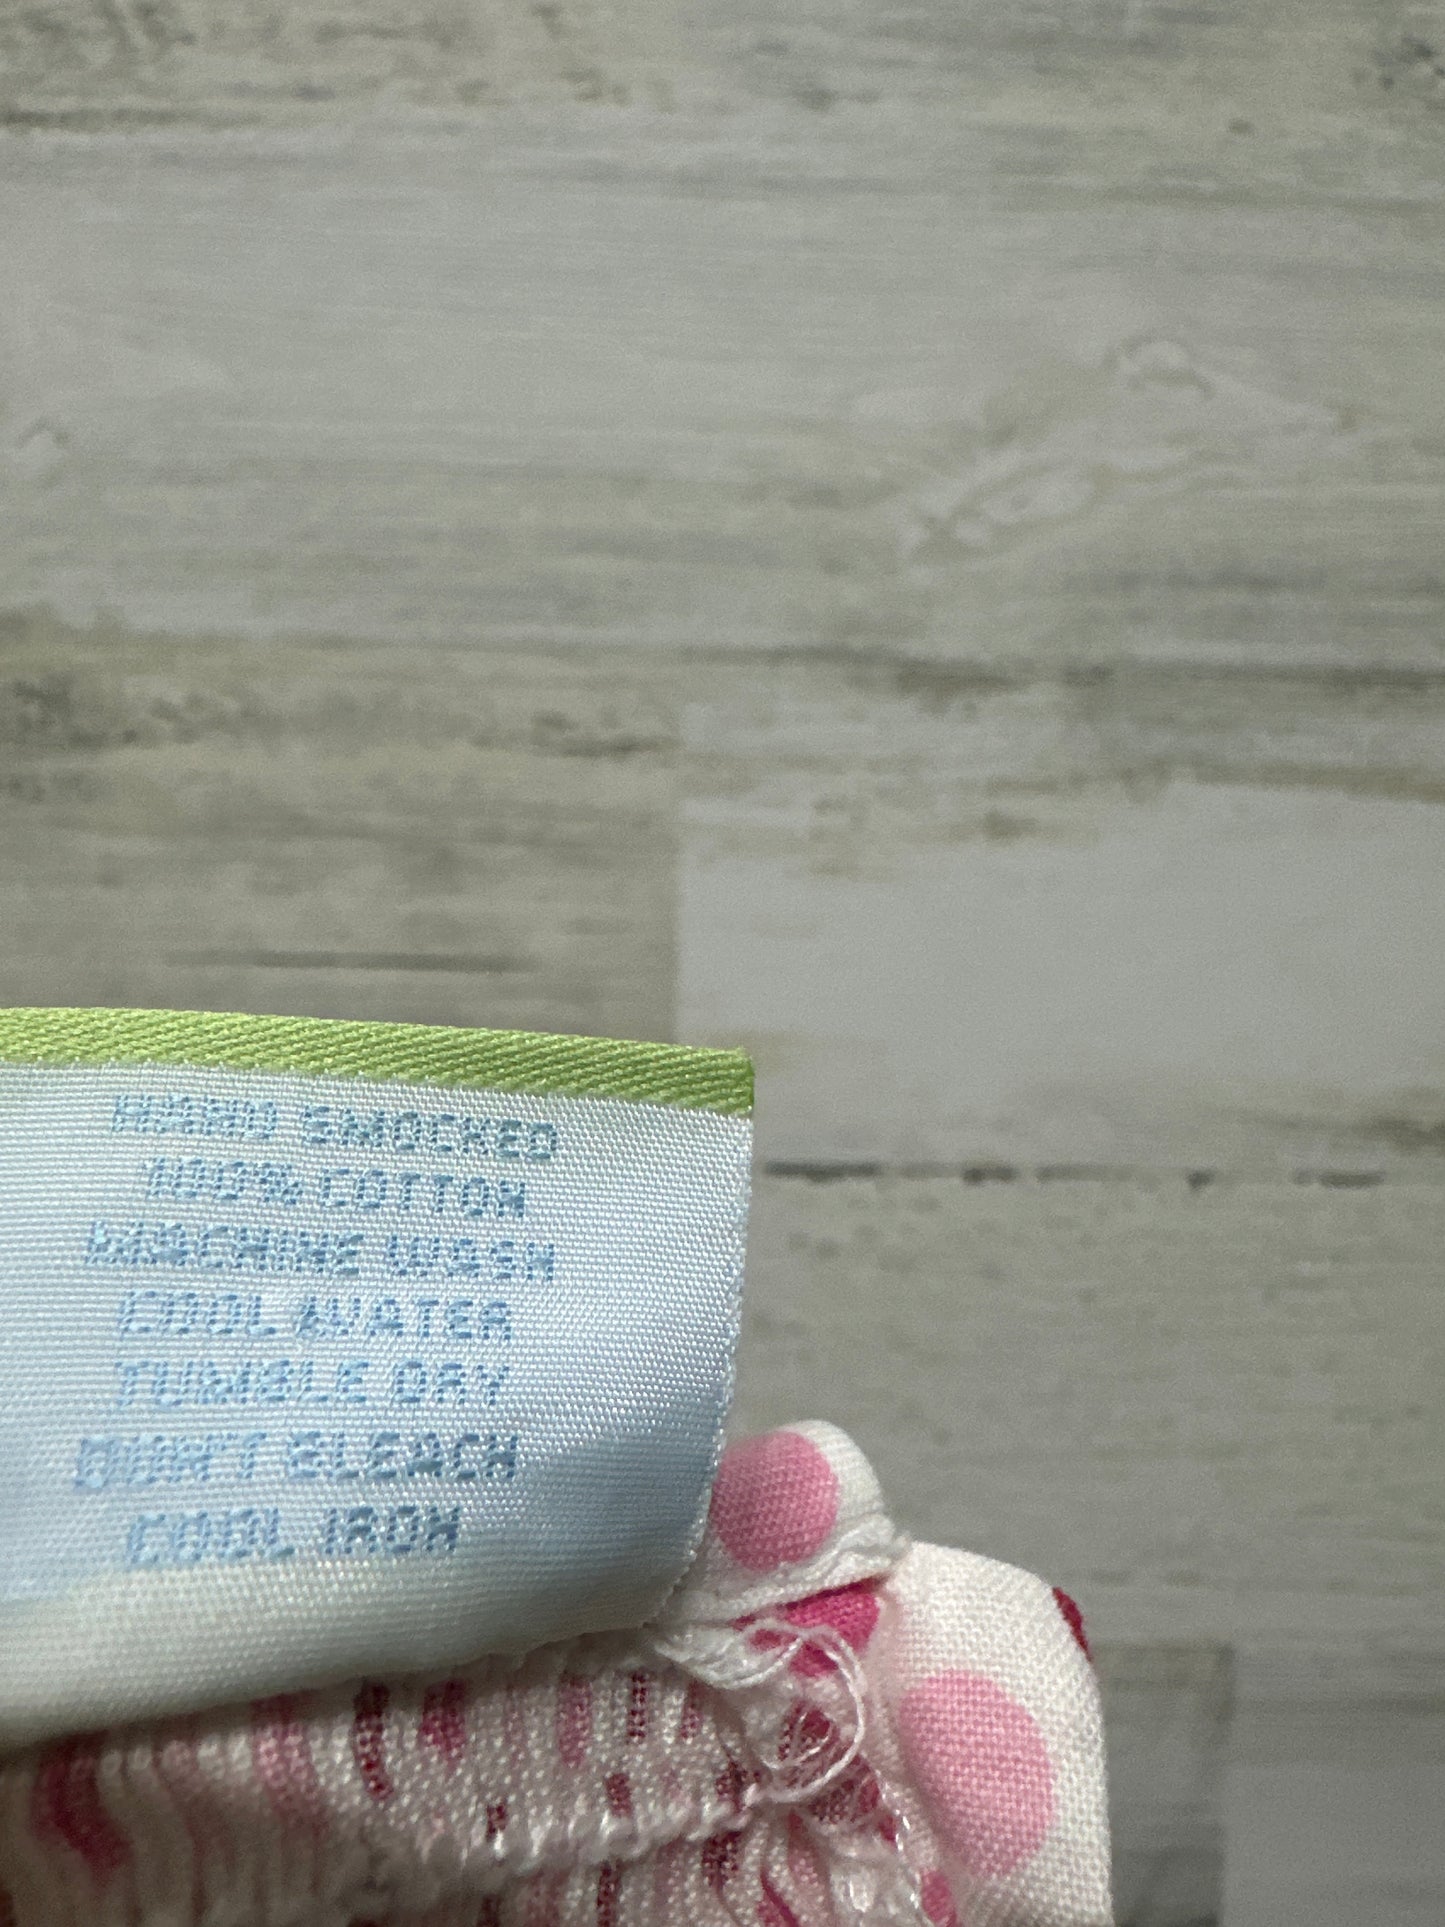 HAND SMOCKED
100% COTTON
MACHINE WASH
COOL WATER
TUMBLE DRY
DON'T BLEACH
COOL IRON